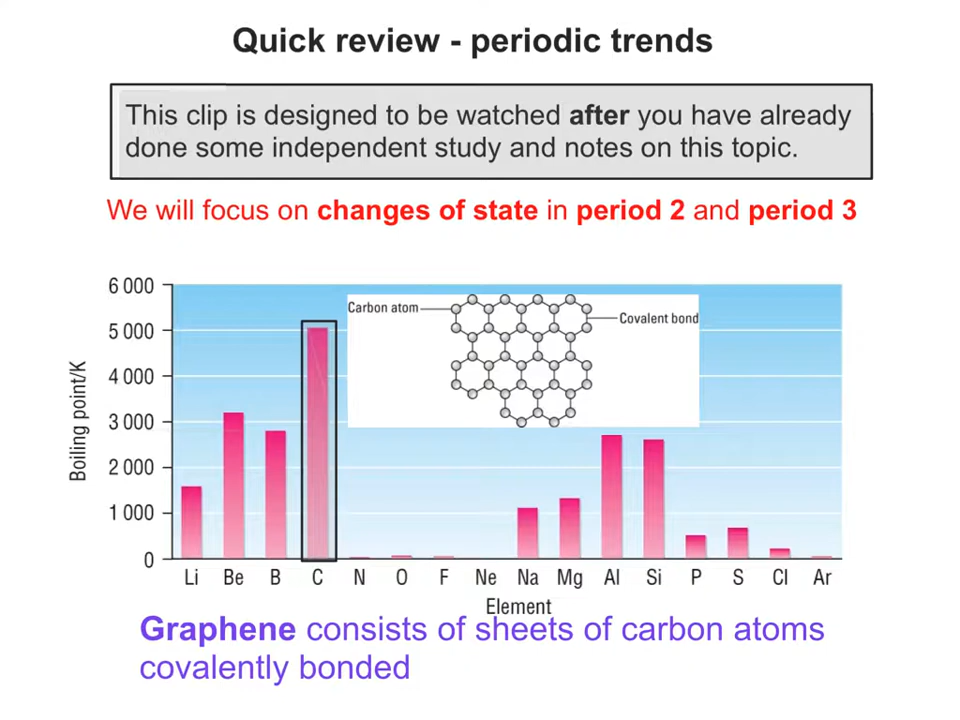 Quick review - periodic trends
This clip is designed to be watched after you have already
done some independent study and notes on this topic.
We will focus on changes of state in period 2 and period 3
Boiling point/K
6 000
5 000
4 000
3 000
2 000
1 000
0
Carbon atom
Covalent bond
Li Be B C N O F Ne Na Mg Al Si P S Cl Ar
Element
Graphene consists of sheets of carbon atoms
covalently bonded